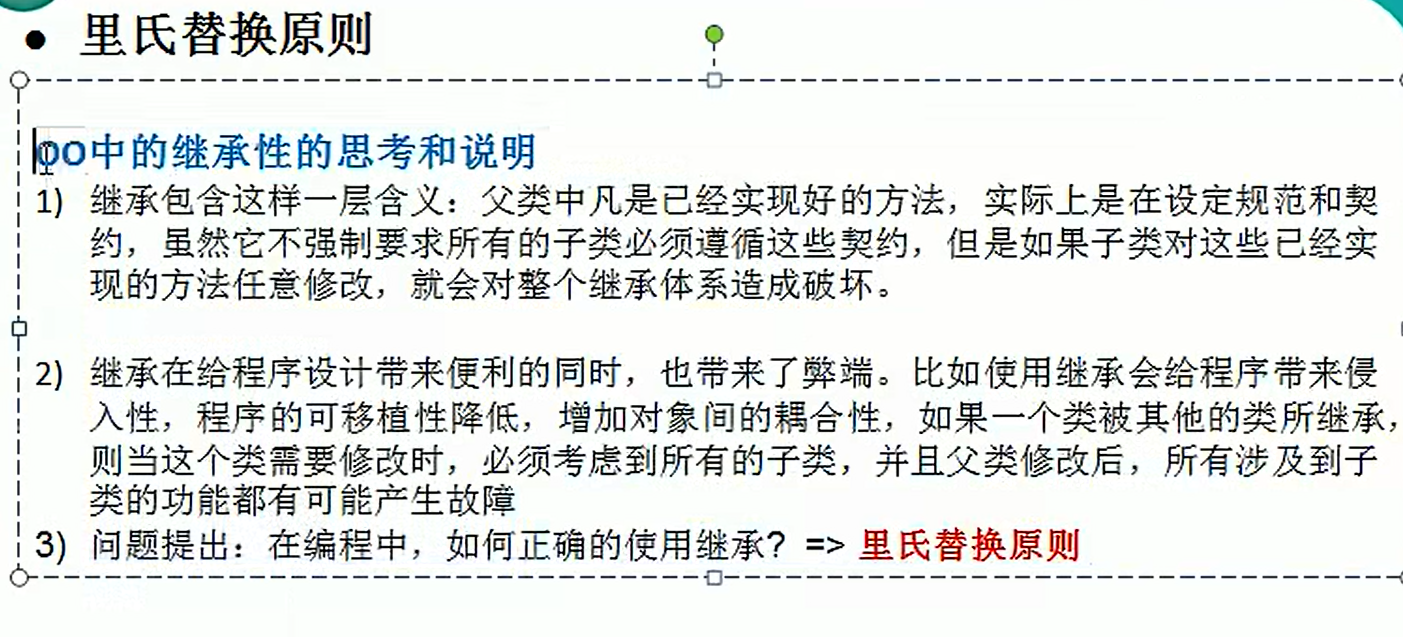 ● 里氏替换原则
OO中的继承性的思考和说明
1) 继承包含这样一层含义：父类中凡是已经实现好的方法，实际上是在设定规范和契
约，虽然它不强制要求所有的子类必须遵循这些契约，但是如果子类对这些已经实
现的方法任意修改，就会对整个继承体系造成破坏。
2) 继承在给程序设计带来便利的同时，也带来了弊端。比如使用继承会给程序带来侵
入性，程序的可移植性降低，增加对象间的耦合性，如果一个类被其他的类所继承，
则当这个类需要修改时，必须考虑到所有的子类，并且父类修改后，所有涉及到子
类的功能都有可能产生故障
3) 问题提出：在编程中，如何正确的使用继承? => 里氏替换原则